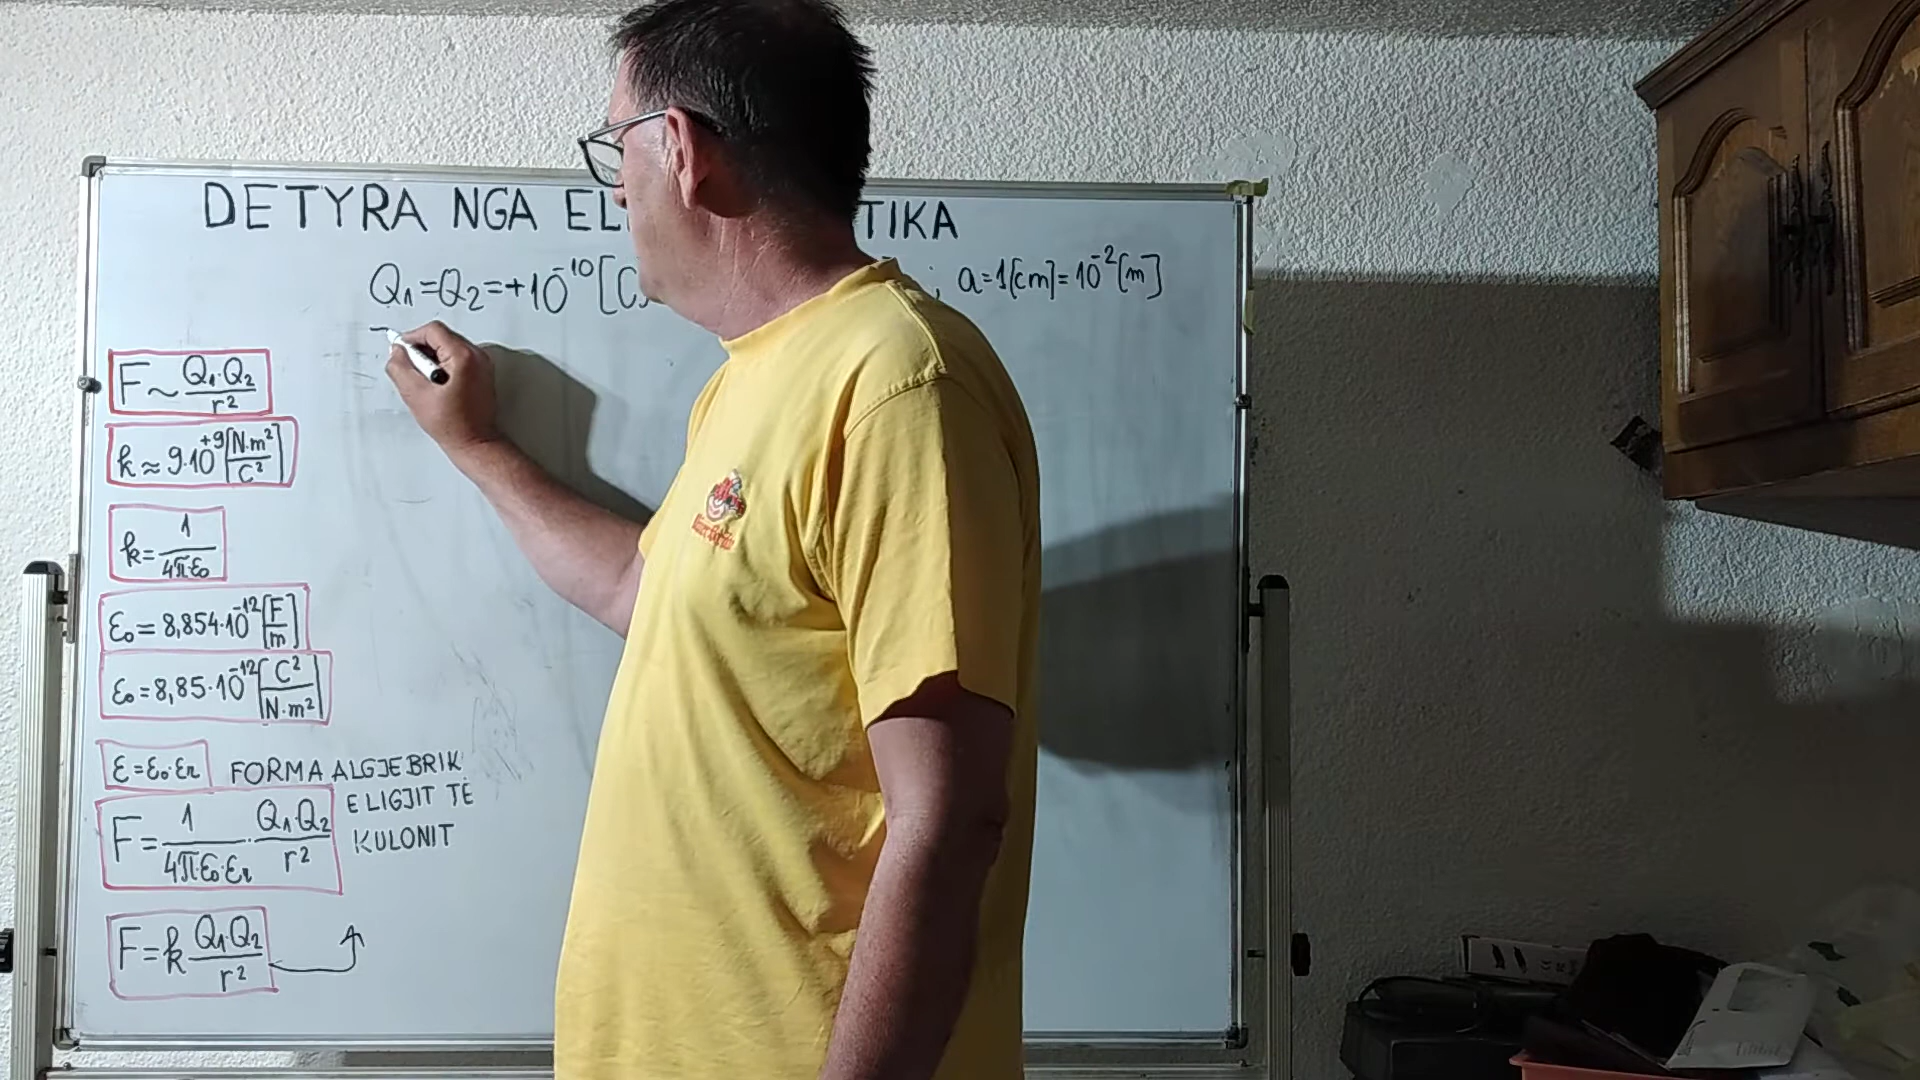 DETYRA NGA EL TIKA
Q₁=Q₂=+10⁻¹⁰[C ; a=1[cm]=10⁻²[m]
F~Q₁·Q₂/r²
k≈9·10⁺⁹[N·m²/C²]
k=1/4π·ε₀
ε₀=8,854·10⁻¹²[F/m]
ε₀=8,85·10⁻¹²[C²/N·m²]
ε=ε₀·εr
FORMA ALGJEBRIK
E LIGJIT TË
KULONIT
F=1/4π·ε₀·εr·Q₁·Q₂/r²
F=k Q₁·Q₂/r²